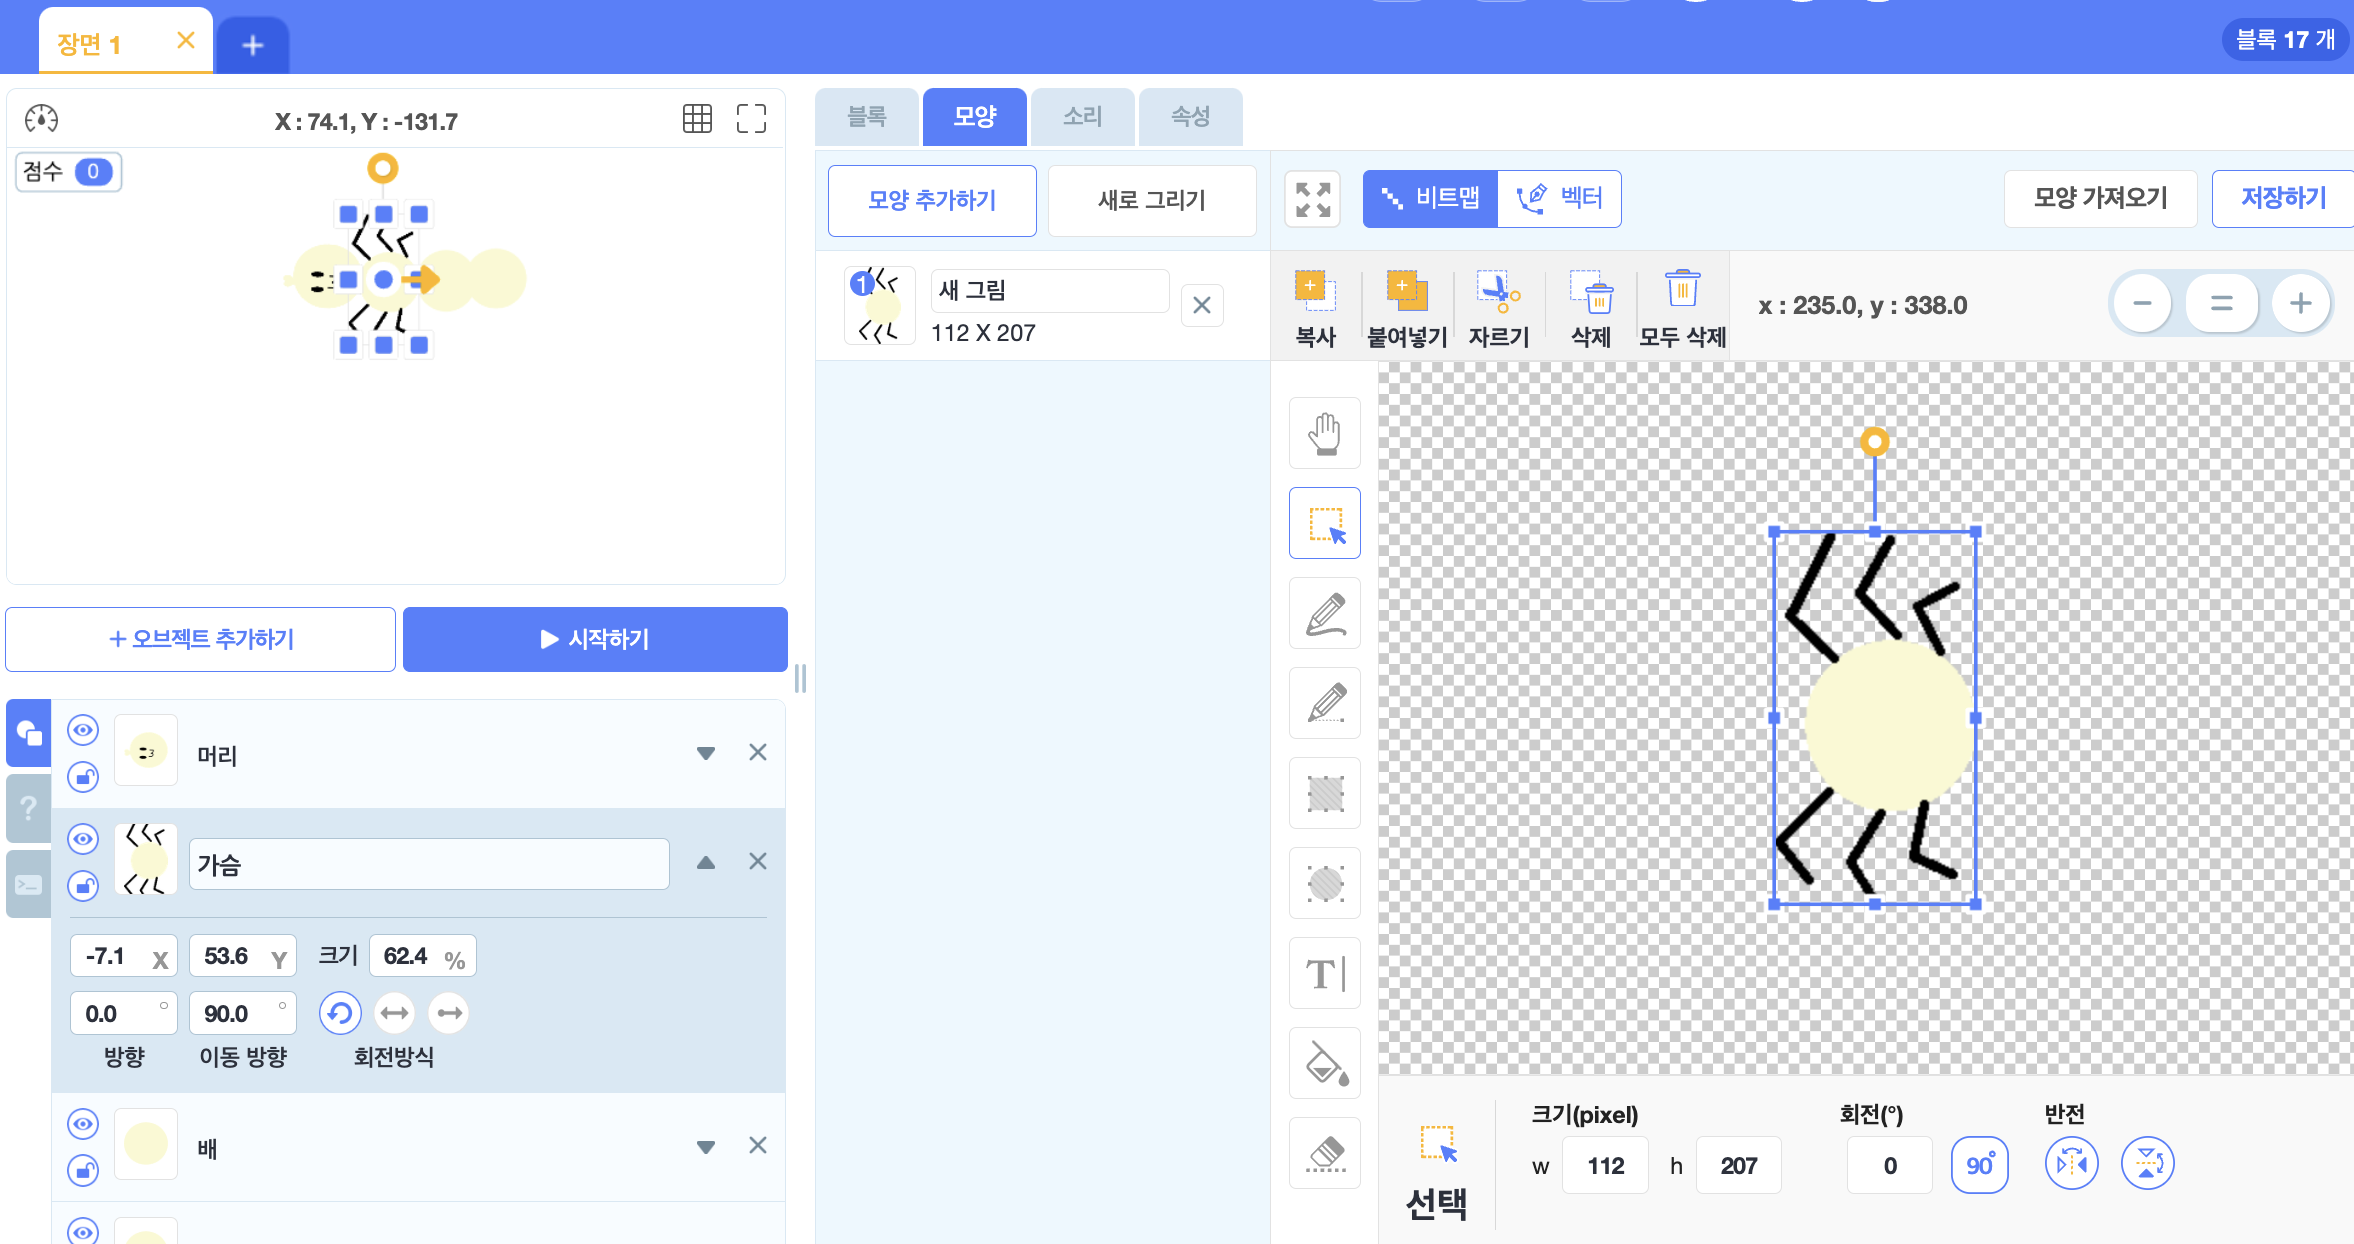 장면 1
블록 17 개
X : 74.1, Y : -131.7
점수 0
블록
모양
소리
속성
모양 추가하기
새로 그리기
비트맵
벡터
모양 가져오기
저장하기
1
새 그림
112 X 207
복사
붙여넣기
자르기
삭제
모두 삭제
x : 235.0, y : 338.0
+ 오브젝트 추가하기
시작하기
머리
가슴
-7.1 X
53.6 Y
크기 62.4 %
0.0 °
90.0 °
방향
이동 방향
회전방식
배
T
선택
크기(pixel)
w 112 h 207
회전(°)
0
90°
반전